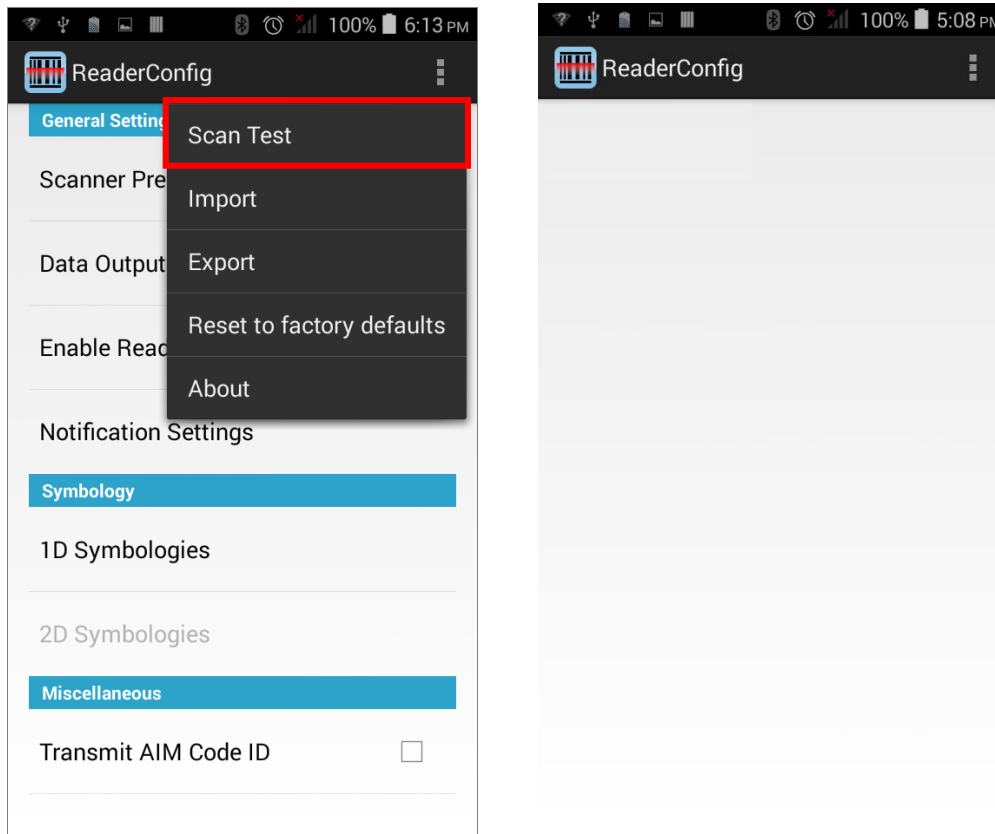 100% 6:13 PM
ReaderConfig
General Setting
Scan Test
Scanner Pre
Import
Data Output
Export
Reset to factory defaults
Enable Read
About
Notification Settings
Symbology
1D Symbologies
2D Symbologies
Miscellaneous
Transmit AIM Code ID
100% 5:08 PM
ReaderConfig